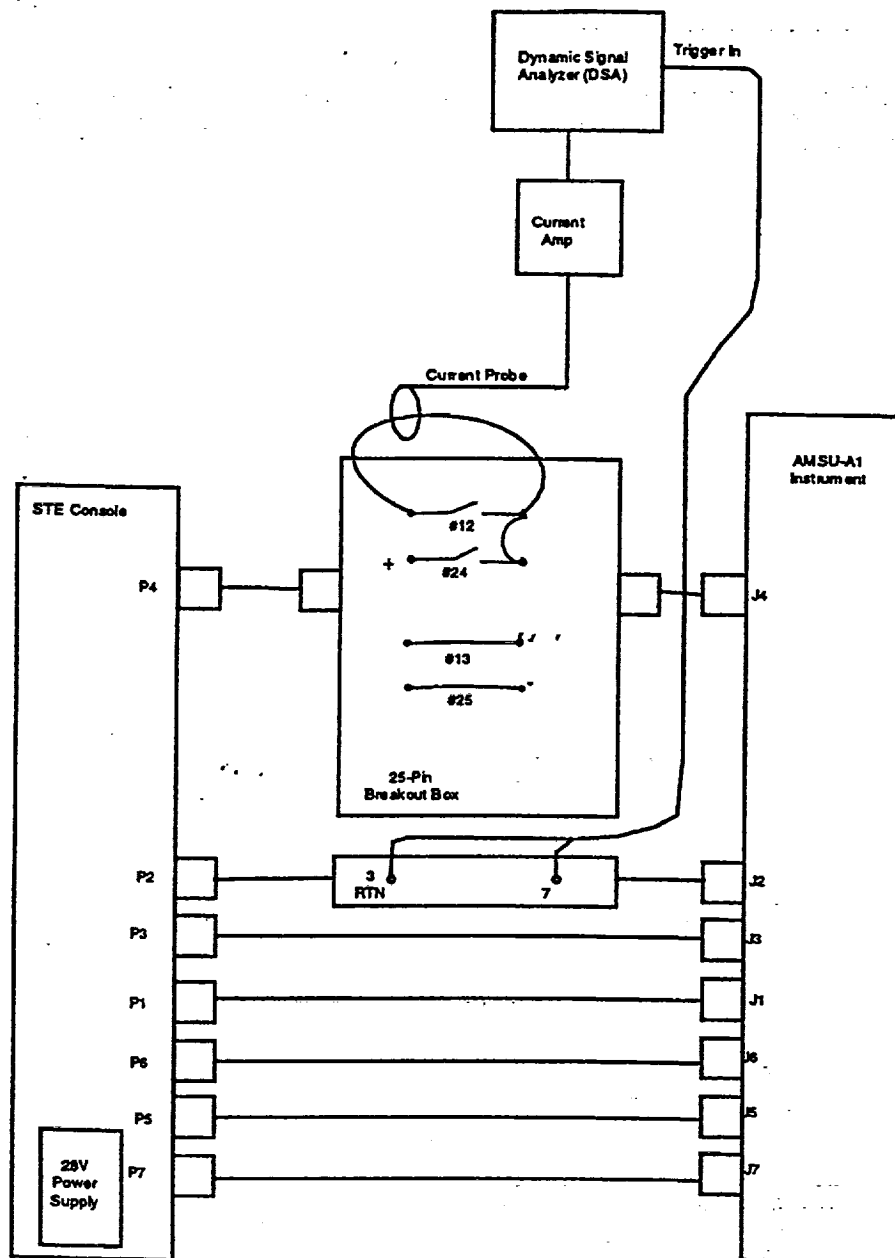 Dynamic Signal
Analyzer (DSA)
Trigger In
Current
Amp
Current Probe
AMSU-A1
Instrument
STE Console
#12
+
#24
P4
J4
#13
#25
25-Pin
Breakout Box
P2
3
RTN
7
J2
P3
J3
P1
J1
P6
J6
P5
J5
28V
Power
Supply
P7
J7